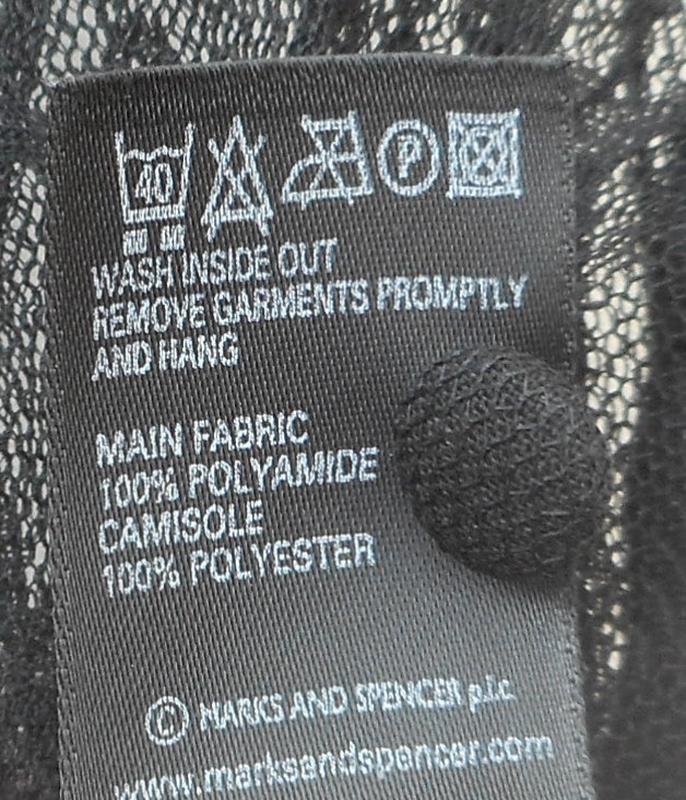 40
P
WASH INSIDE OUT
REMOVE GARMENTS PROMPTLY
AND HANG
MAIN FABRIC
100% POLYAMIDE
CAMISOLE
100% POLYESTER
© MARKS AND SPENCER p.l.c.
www.marksandspencer.com